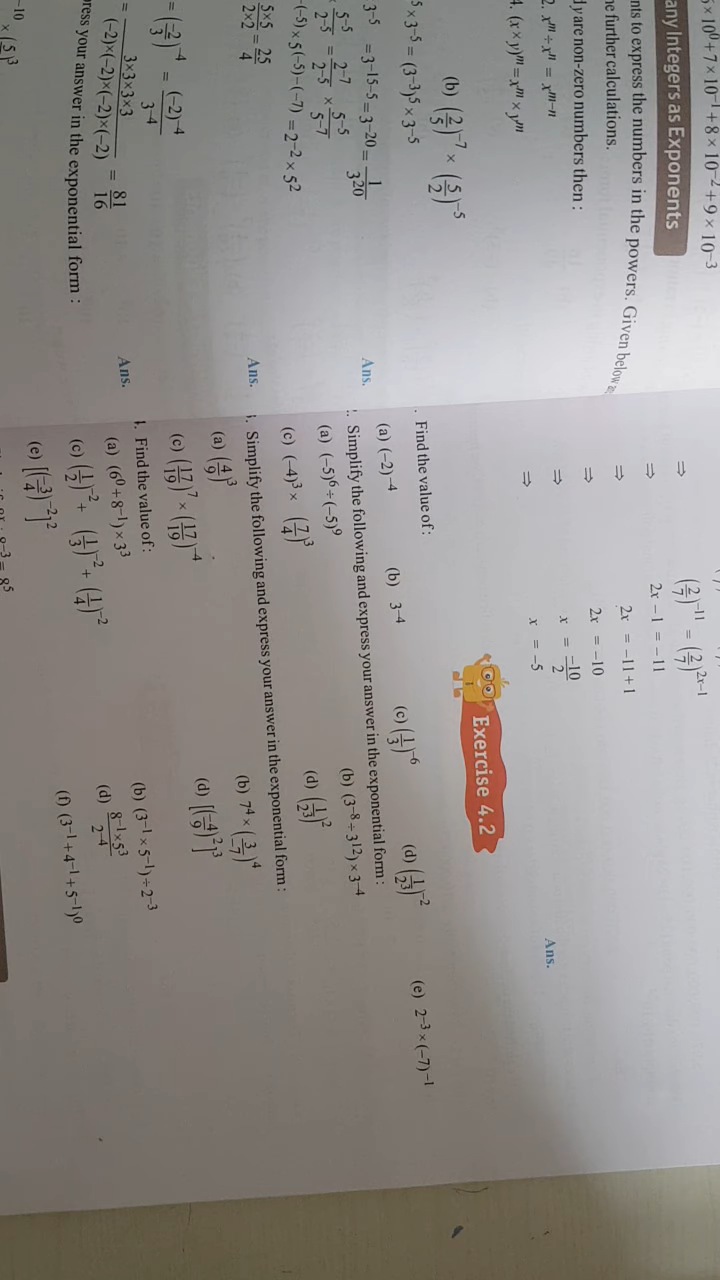 5 × 10⁰ + 7 × 10⁻¹ + 8 × 10⁻² + 9 × 10⁻³
any Integers as Exponents
nts to express the numbers in the powers. Given below
he further calculations.
y are non-zero numbers then :
2. xᵐ ÷ xⁿ = xᵐ⁻ⁿ
4. (x × y)ᵐ = xᵐ × yᵐ
(b) (2/5)⁻⁷ × (5/2)⁻⁵
5 × 3⁻⁵ = (3⁻³)⁵ × 3⁻⁵
3⁻⁵ = 3⁻¹⁵⁻⁵ = 3⁻²⁰ = 1/3²⁰ Ans.
5⁻⁵/2⁻⁵ = 2⁻⁷/2⁻⁵ × 5⁻⁵/5⁻⁷
-(-5) × 5(-5)-(-7) = 2⁻² × 5²
5×5/2×2 = 25/4 Ans.
= (-2/3)⁻⁴ = (-2)⁻⁴/3⁻⁴
= 3×3×3×3/(-2)×(-2)×(-2)×(-2) = 81/16 Ans.
ress your answer in the exponential form :
-10 × (5/)³
⇒ (2/7)⁻¹¹ = (2/7)²ˣ⁻¹
⇒ 2x – 1 = –11
⇒ 2x = –11 + 1
⇒ 2x = –10
⇒ x = –10/2
⇒ x = –5 Ans.
Exercise 4.2
. Find the value of :
(a) (–2)⁻⁴ (b) 3⁻⁴ (c) (1/3)⁻⁶ (d) (1/2³)⁻² (e) 2⁻³ × (–7)⁻¹
. Simplify the following and express your answer in the exponential form :
(a) (–5)⁶ ÷ (–5)⁹ (b) (3⁻⁸ ÷ 3¹²) × 3⁻⁴
(c) (–4)³ × (7/4)³ (d) (1/2³)²
. Simplify the following and express your answer in the exponential form :
(a) (4/9)³ (b) 7⁴ × (3/–7)⁴
(c) (17/19)⁷ × (17/19)⁻⁴ (d) [(–4/9)²]³
4. Find the value of :
(a) (6⁰ + 8⁻¹) × 3³ (b) (3⁻¹ × 5⁻¹) ÷ 2⁻³
(c) (1/2)⁻² + (1/3)⁻² + (1/4)⁻² (d) 8⁻¹×5³/2⁻⁴
(e) [(–3/4)⁻²]² (f) (3⁻¹ + 4⁻¹ + 5⁻¹)⁰
8⁻³ = 8⁵